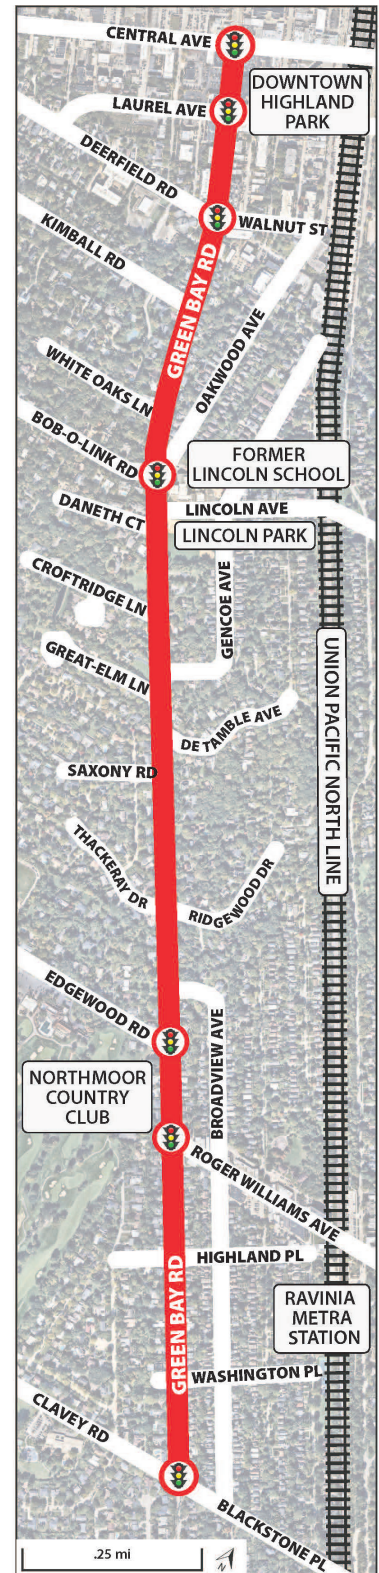 CENTRAL AVE
DOWNTOWN
HIGHLAND
PARK
LAUREL AVE
DEERFIELD RD
WALNUT ST
KIMBALL RD
GREEN BAY RD
OAKWOOD AVE
WHITE OAKS LN
BOB-O-LINK RD
FORMER
LINCOLN SCHOOL
DANETH CT
LINCOLN AVE
LINCOLN PARK
CROFTRIDGE LN
GENCOE AVE
GREAT-ELM LN
UNION PACIFIC NORTH LINE
DE TAMBLE AVE
SAXONY RD
THACKERAY DR
RIDGEWOOD DR
EDGEWOOD RD
BROADVIEW AVE
NORTHMOOR
COUNTRY
CLUB
ROGER WILLIAMS AVE
HIGHLAND PL
GREEN BAY RD
RAVINIA
METRA
STATION
WASHINGTON PL
CLAVEY RD
BLACKSTONE PL
.25 mi
N